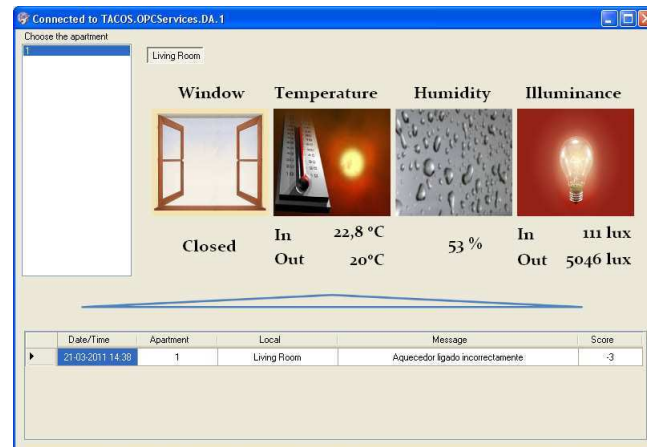 Connected to TACOS.OPCServices.DA.1
Choose the apartment
1
Living Room
Window Temperature Humidity Illuminance
Closed
In 22,8 ºC
Out 20ºC
53 %
In 111 lux
Out 5046 lux
Date/Time Apartment Local Message Score
21-03-2011 14:38 1 Living Room Aquecedor ligado incorrectamente -3